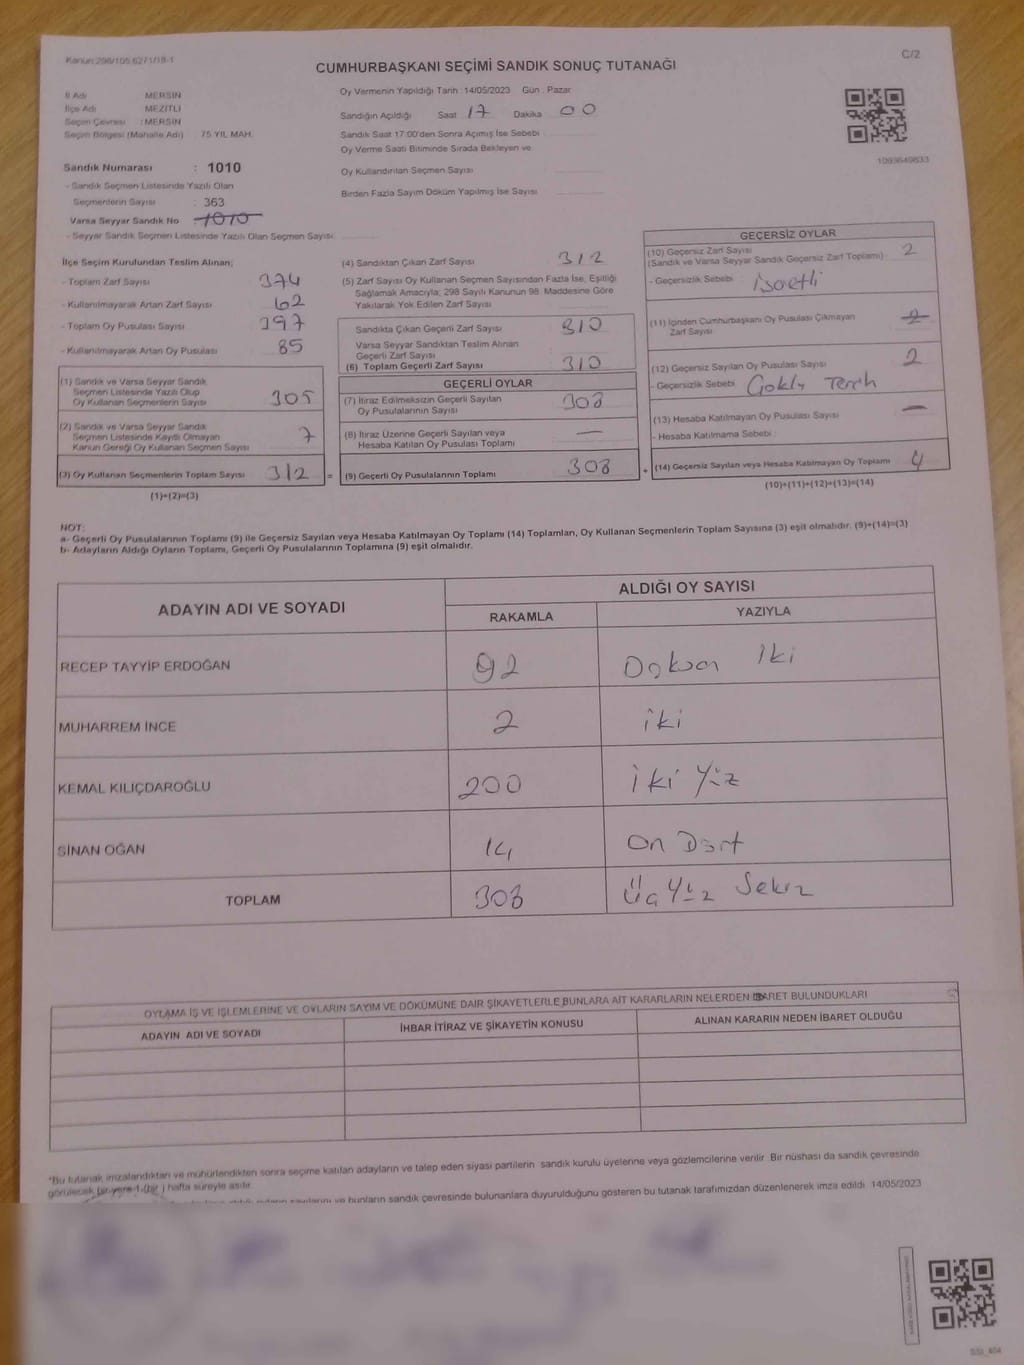 Kanun:298/105,6271/18-1
C/2
CUMHURBAŞKANI SEÇİMİ SANDIK SONUÇ TUTANAĞI
İl Adı MERSİN
İlçe Adı MEZİTLİ
Seçim Çevresi : MERSİN
Seçim Bölgesi (Mahalle Adı) 75 YIL MAH.
Oy Vermenin Yapıldığı Tarih : 14/05/2023 Gün : Pazar
Sandığın Açıldığı Saat 17 Dakika 00
Sandık Saat 17:00'den Sonra Açımış İse Sebebi
Oy Verme Saati Bitiminde Sırada Bekleyen ve
Oy Kullandırılan Seçmen Sayısı
Birden Fazla Sayım Döküm Yapılmış İse Sayısı
1099649833
Sandık Numarası : 1010
- Sandık Seçmen Listesinde Yazılı Olan
Seçmenlerin Sayısı : 363
Varsa Seyyar Sandık No : 1010
- Seyyar Sandık Seçmen Listesinde Yazılı Olan Seçmen Sayısı:
İlçe Seçim Kurulundan Teslim Alınan;
- Toplam Zarf Sayısı 374
- Kullanılmayarak Artan Zarf Sayısı 62
- Toplam Oy Pusulası Sayısı 397
- Kullanılmayarak Artan Oy Pusulası 85
(1) Sandık ve Varsa Seyyar Sandık
Seçmen Listesinde Yazılı Olup
Oy Kullanan Seçmenlerin Sayısı 305
(2) Sandık ve Varsa Seyyar Sandık
Seçmen Listesinde Kayıtlı Olmayan
Kanun Gereği Oy Kullanan Seçmen Sayısı 7
(3) Oy Kullanan Seçmenlerin Toplam Sayısı 312 =
(1)+(2)=(3)
(4) Sandıktan Çıkan Zarf Sayısı 312
(5) Zarf Sayısı Oy Kullanan Seçmen Sayısından Fazla İse, Eşitliği
Sağlamak Amacıyla; 298 Sayılı Kanunun 98. Maddesine Göre
Yakılarak Yok Edilen Zarf Sayısı
Sandıkta Çıkan Geçerli Zarf Sayısı 310
Varsa Seyyar Sandıktan Teslim Alınan
Geçerli Zarf Sayısı
(6) Toplam Geçerli Zarf Sayısı 310
GEÇERLİ OYLAR
(7) İtiraz Edilmeksizin Geçerli Sayılan
Oy Pusulasının Sayısı 308
(8) İtiraz Üzerine Geçerli Sayılan veya
Hesaba Katılan Oy Pusulası Toplamı —
(9) Geçerli Oy Pusulalarının Toplamı 308 +
GEÇERSİZ OYLAR
(10) Geçersiz Zarf Sayısı 2
(Sandık ve Varsa Seyyar Sandık Geçersiz Zarf Toplamı)
- Geçersizlik Sebebi : işaetli
(11) İçinden Cumhurbaşkanı Oy Pusulası Çıkmayan
Zarf Sayısı 2
(12) Geçersiz Sayılan Oy Pusulası Sayısı 2
- Geçersizlik Sebebi : Çoklu Tercih
(13) Hesaba Katılmayan Oy Pusulası Sayısı —
- Hesaba Katılmama Sebebi :
(14) Geçersiz Sayılan veya Hesaba Katılmayan Oy Toplamı 4
(10)+(11)+(12)+(13)=(14)
NOT:
a- Geçerli Oy Pusulalarının Toplamı (9) ile Geçersiz Sayılan veya Hesaba Katılmayan Oy Toplamı (14) Toplamları, Oy Kullanan Seçmenlerin Toplam Sayısına (3) eşit olmalıdır. (9)+(14)=(3)
b- Adayların Aldığı Oyların Toplamı, Geçerli Oy Pusulalarının Toplamına (9) eşit olmalıdır.
ADAYIN ADI VE SOYADI ALDIĞI OY SAYISI
RAKAMLA YAZIYLA
RECEP TAYYİP ERDOĞAN 92 Doksan iki
MUHARREM İNCE 2 iki
KEMAL KILIÇDAROĞLU 200 iki Yüz
SİNAN OĞAN 14 On Dört
TOPLAM 308 Üç Yüz Sekiz
OYLAMA İŞ VE İŞLEMLERİNE VE OYLARIN SAYIM VE DÖKÜMÜNE DAİR ŞİKAYETLERLE BUNLARA AİT KARARLARIN NELERDEN İBARET BULUNDUKLARI
ADAYIN ADI VE SOYADI İHBAR İTİRAZ VE ŞİKAYETİN KONUSU ALINAN KARARIN NEDEN İBARET OLDUĞU
*Bu tutanak imzalandıktan ve mühürlendikten sonra seçime katılan adayların ve talep eden siyasi partilerin sandık kurulu üyelerine veya gözlemcilerine verilir. Bir nüshası da sandık çevresinde
görülecek bir yere 1 (bir) hafta süreyle asılır.
ve bunların sandık çevresinde bulunanlara duyurulduğunu gösteren bu tutanak tarafımızdan düzenlenerek imza edildi. 14/05/2023